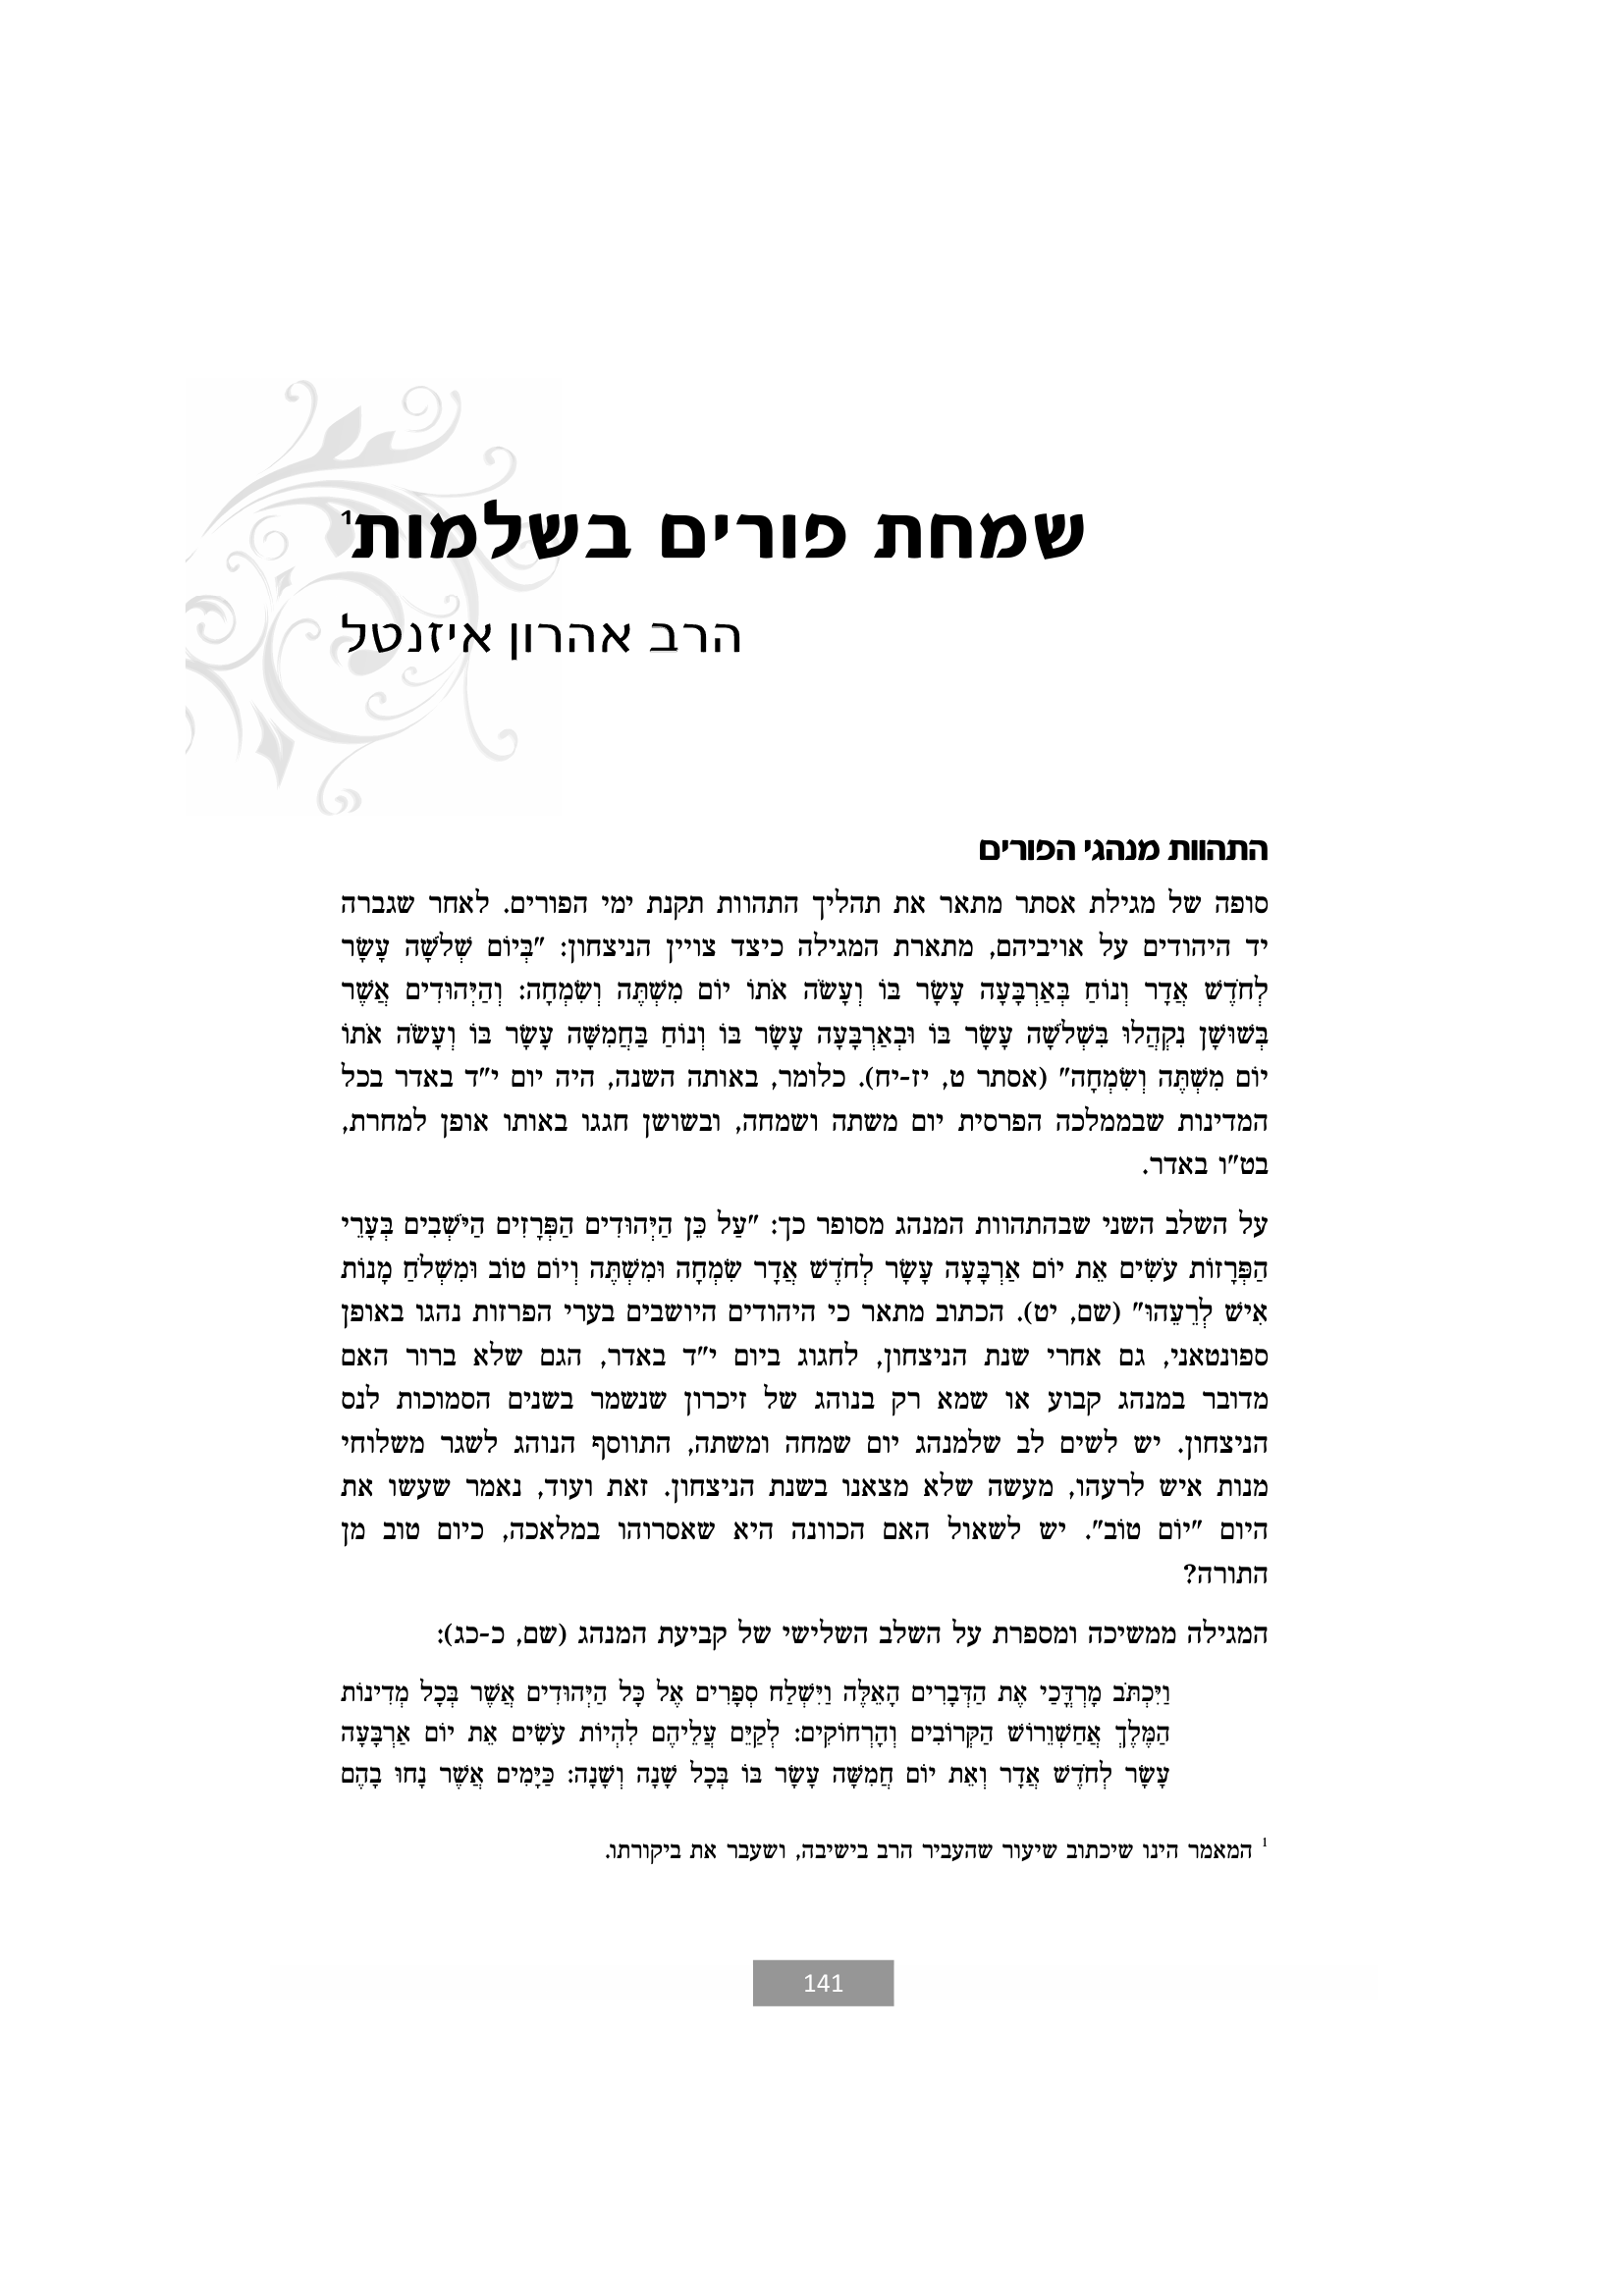 שמחת פורים בשלמות1
הרב אהרון איזנטל
התהוות מנהגי הפורים
סופה של מגילת אסתר מתאר את תהליך התהוות תקנת ימי הפורים. לאחר שגברה
יד היהודים על אויביהם, מתארת המגילה כיצד צויין הניצחון: "בְּיוֹם שְׁלֹשָׁה עָשָׂר
לְחֹדֶשׁ אֲדָר וְנוֹחַ בְּאַרְבָּעָה עָשָׂר בּוֹ וְעָשֹׂה אֹתוֹ יוֹם מִשְׁתֶּה וְשִׂמְחָה: וְהַיְּהוּדִים אֲשֶׁר
בְּשׁוּשָׁן נִקְהֲלוּ בִּשְׁלֹשָׁה עָשָׂר בּוֹ וּבְאַרְבָּעָה עָשָׂר בּוֹ וְנוֹחַ בַּחֲמִשָּׁה עָשָׂר בּוֹ וְעָשֹׂה אֹתוֹ
יוֹם מִשְׁתֶּה וְשִׂמְחָה" (אסתר ט, יז-יח). כלומר, באותה השנה, היה יום י"ד באדר בכל
המדינות שבממלכה הפרסית יום משתה ושמחה, ובשושן חגגו באותו אופן למחרת,
בט"ו באדר.
על השלב השני שבהתהוות המנהג מסופר כך: "עַל כֵּן הַיְּהוּדִים הַפְּרָזִים הַיֹּשְׁבִים בְּעָרֵי
הַפְּרָזוֹת עֹשִׂים אֵת יוֹם אַרְבָּעָה עָשָׂר לְחֹדֶשׁ אֲדָר שִׂמְחָה וּמִשְׁתֶּה וְיוֹם טוֹב וּמִשְׁלֹחַ מָנוֹת
אִישׁ לְרֵעֵהוּ" (שם, יט). הכתוב מתאר כי היהודים היושבים בערי הפרזות נהגו באופן
ספונטאני, גם אחרי שנת הניצחון, לחגוג ביום י"ד באדר, הגם שלא ברור האם
מדובר במנהג קבוע או שמא רק בנוהג של זיכרון שנשמר בשנים הסמוכות לנס
הניצחון. יש לשים לב שלמנהג יום שמחה ומשתה, התווסף הנוהג לשגר משלוחי
מנות איש לרעהו, מעשה שלא מצאנו בשנת הניצחון. זאת ועוד, נאמר שעשו את
היום "יוֹם טוֹב". יש לשאול האם הכוונה היא שאסרוהו במלאכה, כיום טוב מן
התורה?
המגילה ממשיכה ומספרת על השלב השלישי של קביעת המנהג (שם, כ-כג):
וַיִּכְתֹּב מָרְדֳּכַי אֶת הַדְּבָרִים הָאֵלֶּה וַיִּשְׁלַח סְפָרִים אֶל כָּל הַיְּהוּדִים אֲשֶׁר בְּכָל מְדִינוֹת
הַמֶּלֶךְ אֲחַשְׁוֵרוֹשׁ הַקְּרוֹבִים וְהָרְחוֹקִים: לְקַיֵּם עֲלֵיהֶם לִהְיוֹת עֹשִׂים אֵת יוֹם אַרְבָּעָה
עָשָׂר לְחֹדֶשׁ אֲדָר וְאֵת יוֹם חֲמִשָּׁה עָשָׂר בּוֹ בְּכָל שָׁנָה וְשָׁנָה: כַּיָּמִים אֲשֶׁר נָחוּ בָהֶם
1 המאמר הינו שיכתוב שיעור שהעביר הרב בישיבה, ושעבר את ביקורתו.
141